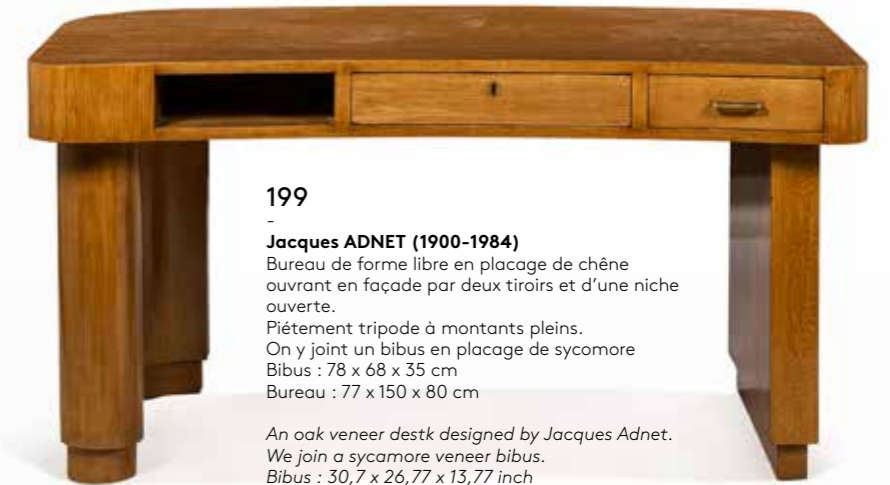 199
-
Jacques ADNET (1900-1984)
Bureau de forme libre en placage de chêne
ouvrant en façade par deux tiroirs et d’une niche
ouverte.
Piétement tripode à montants pleins.
On y joint un bibus en placage de sycomore
Bibus : 78 x 68 x 35 cm
Bureau : 77 x 150 x 80 cm
An oak veneer destk designed by Jacques Adnet.
We join a sycamore veneer bibus.
Bibus : 30,7 x 26,77 x 13,77 inch